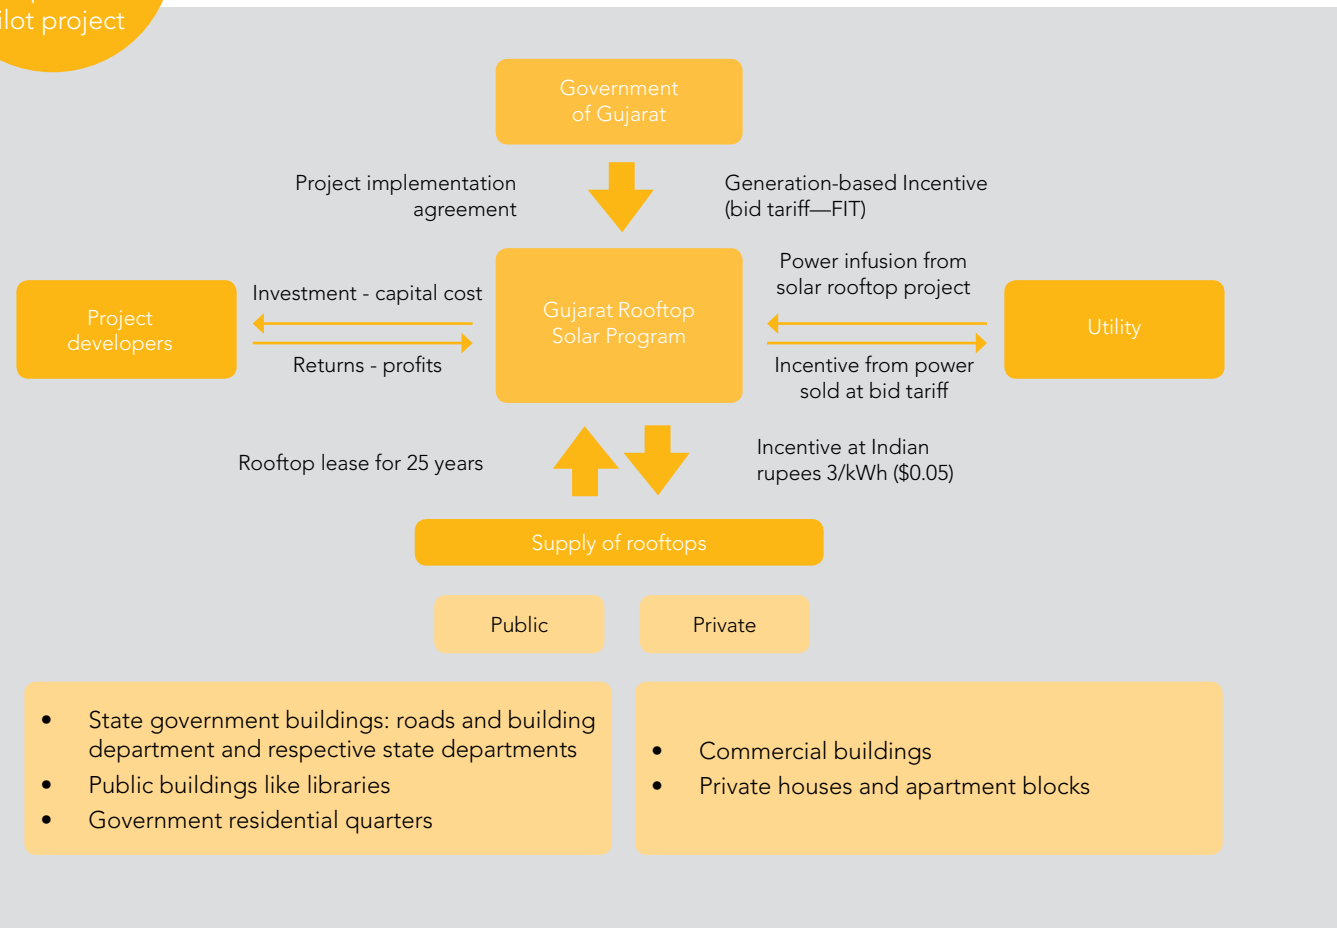 pilot project
Government
of Gujarat
Project implementation
agreement
Generation-based Incentive
(bid tariff—FIT)
Project
developers
Investment - capital cost
Returns - profits
Gujarat Rooftop
Solar Program
Power infusion from
solar rooftop project
Incentive from power
sold at bid tariff
Utility
Rooftop lease for 25 years
Incentive at Indian
rupees 3/kWh ($0.05)
Supply of rooftops
Public
Private
• State government buildings: roads and building
department and respective state departments
• Public buildings like libraries
• Government residential quarters
• Commercial buildings
• Private houses and apartment blocks